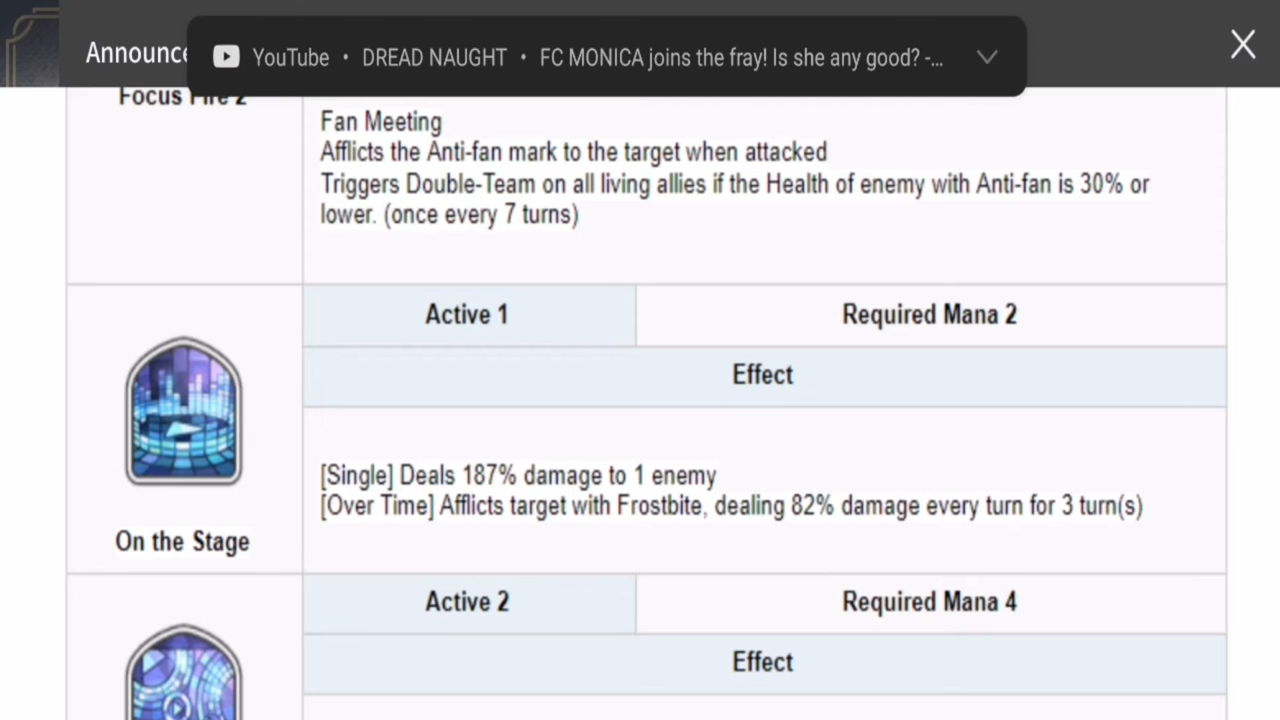 Announce
YouTube • DREAD NAUGHT • FC MONICA joins the fray! Is she any good? -...
Focus Fire 2
Fan Meeting
Afflicts the Anti-fan mark to the target when attacked
Triggers Double-Team on all living allies if the Health of enemy with Anti-fan is 30% or
lower. (once every 7 turns)
Active 1
Required Mana 2
Effect
[Single] Deals 187% damage to 1 enemy
[Over Time] Afflicts target with Frostbite, dealing 82% damage every turn for 3 turn(s)
On the Stage
Active 2
Required Mana 4
Effect